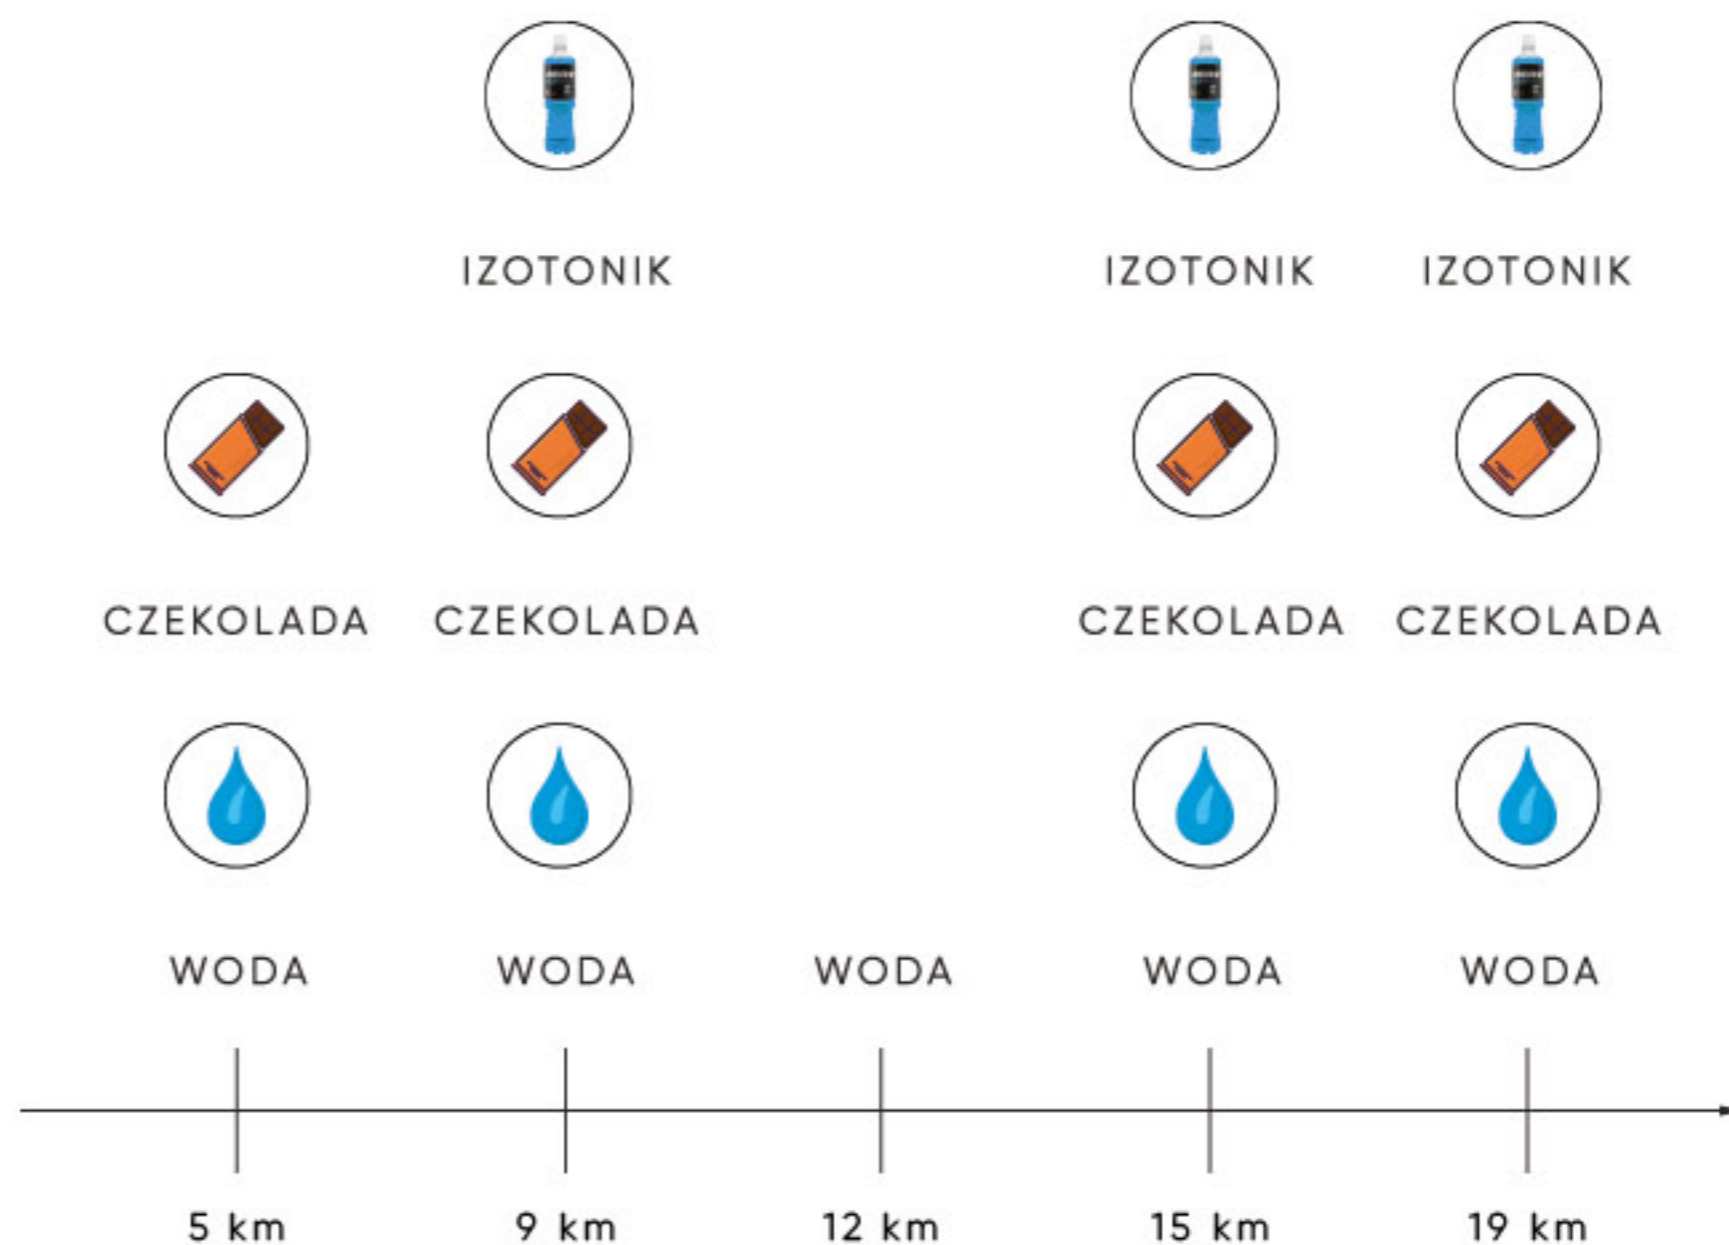 IZOTONIK IZOTONIK IZOTONIK
CZEKOLADA CZEKOLADA CZEKOLADA CZEKOLADA
WODA WODA WODA WODA WODA
5 km 9 km 12 km 15 km 19 km